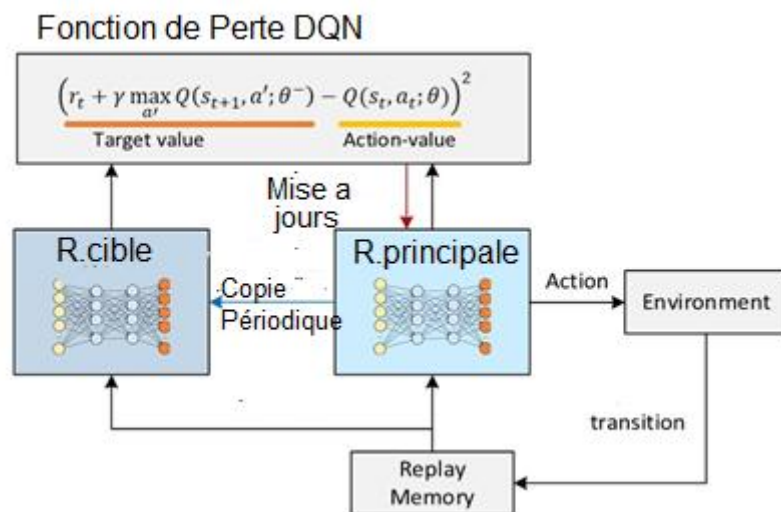 Fonction de Perte DQN
(r_t + γ max_{a'} Q(s_{t+1}, a'; θ⁻) − Q(s_t, a_t; θ))²
Target value
Action-value
Mise a
jours
R.cible
R.principale
Copie
Périodique
Action
Environment
transition
Replay
Memory